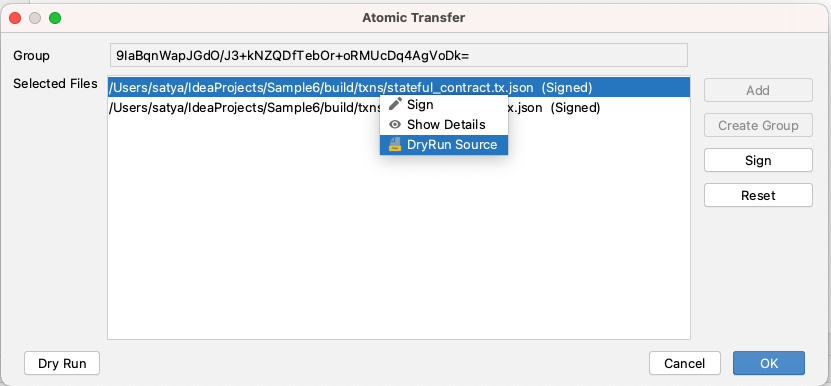 Atomic Transfer
Group
9IaBqnWapJGdO/J3+kNZQDfTebOr+oRMUcDq4AgVoDk=
Selected Files
/Users/satya/IdeaProjects/Sample6/build/txns/stateful_contract.tx.json (Signed)
/Users/satya/IdeaProjects/Sample6/build/txns x.json (Signed)
Sign
Show Details
DryRun Source
Add
Create Group
Sign
Reset
Dry Run
Cancel
OK